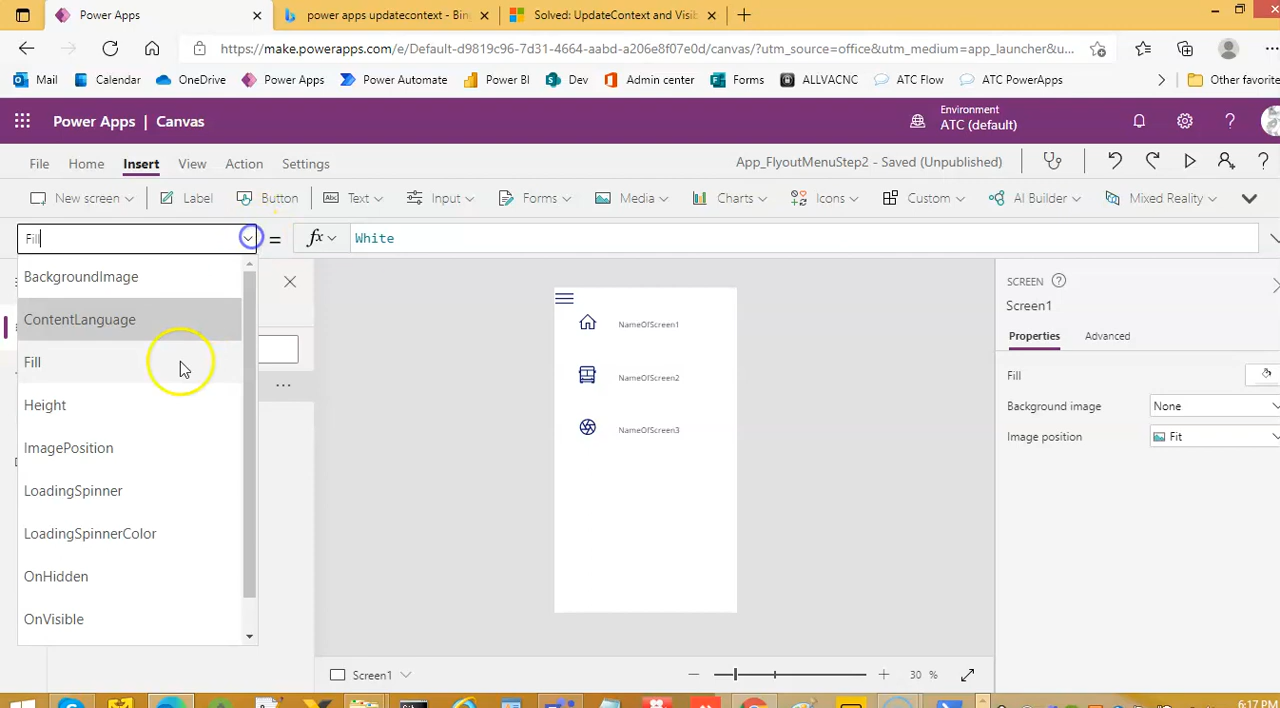 Power Apps
power apps updatecontext - Bin
Solved: UpdateContext and Visib
https://make.powerapps.com/e/Default-d9819c96-7d31-4664-aabd-a206e8f07e0d/canvas/?utm_source=office&utm_medium=app_launcher&u...
Mail
Calendar
OneDrive
Power Apps
Power Automate
Power BI
Dev
Admin center
Forms
ALLVACNC
ATC Flow
ATC PowerApps
Other favorite
Power Apps | Canvas
Environment
ATC (default)
File
Home
Insert
View
Action
Settings
App_FlyoutMenuStep2 - Saved (Unpublished)
New screen
Label
Button
Abc Text
Input
Forms
Media
Charts
Icons
Custom
AI Builder
Mixed Reality
Fill
= fx White
BackgroundImage
ContentLanguage
Fill
Height
ImagePosition
LoadingSpinner
LoadingSpinnerColor
OnHidden
OnVisible
NameOfScreen1
NameOfScreen2
NameOfScreen3
SCREEN
Screen1
Properties
Advanced
Fill
Background image
None
Image position
Fit
Screen1
30 %
6:17 PM